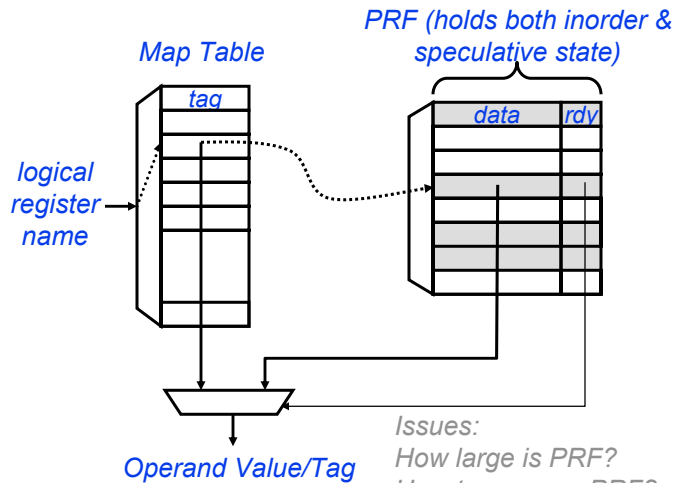 PRF (holds both inorder &
speculative state)
Map Table
tag
data
rdy
logical
register
name
Operand Value/Tag
Issues:
How large is PRF?